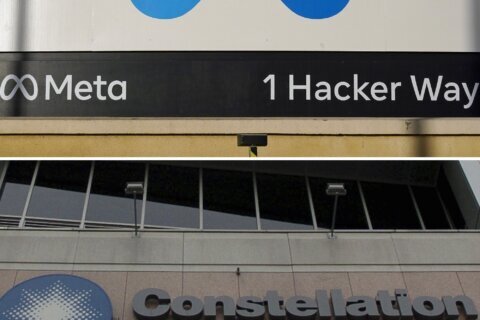 Meta
1 Hacker Way
Constellation